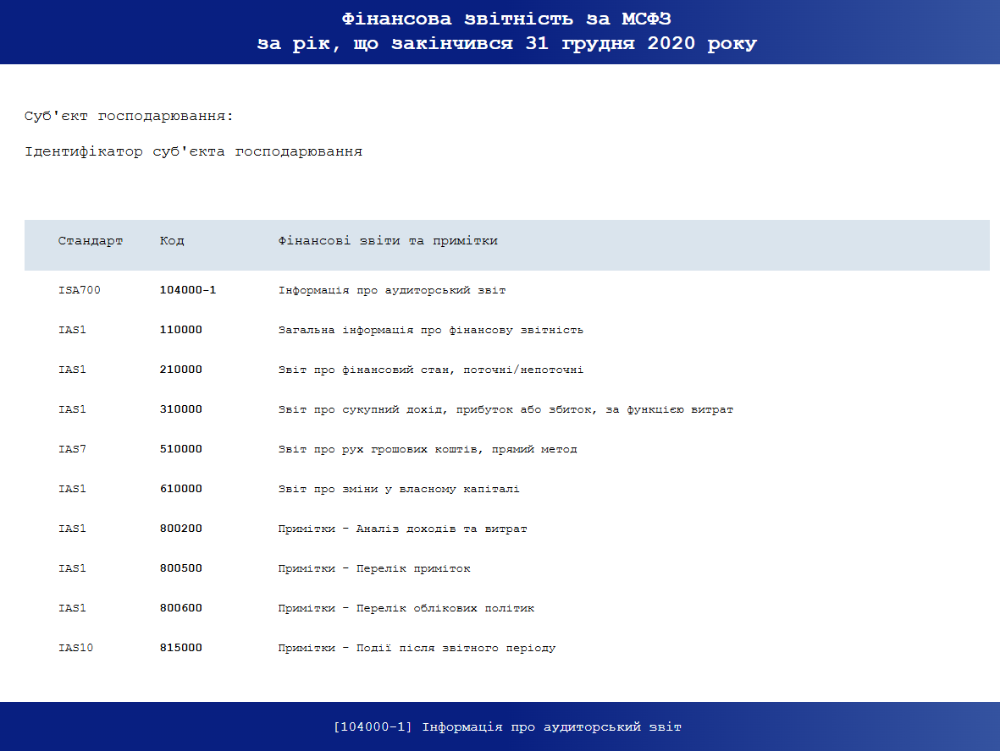 Фінансова звітність за МСФЗ
за рік, що закінчився 31 грудня 2020 року
Суб'єкт господарювання:
Ідентифікатор суб'єкта господарювання
Стандарт Код Фінансові звіти та примітки
ISA700 104000-1 Інформація про аудиторський звіт
IAS1 110000 Загальна інформація про фінансову звітність
IAS1 210000 Звіт про фінансовий стан, поточні/непоточні
IAS1 310000 Звіт про сукупний дохід, прибуток або збиток, за функцією витрат
IAS7 510000 Звіт про рух грошових коштів, прямий метод
IAS1 610000 Звіт про зміни у власному капіталі
IAS1 800200 Примітки - Аналіз доходів та витрат
IAS1 800500 Примітки - Перелік приміток
IAS1 800600 Примітки - Перелік облікових політик
IAS10 815000 Примітки - Події після звітного періоду
[104000-1] Інформація про аудиторський звіт